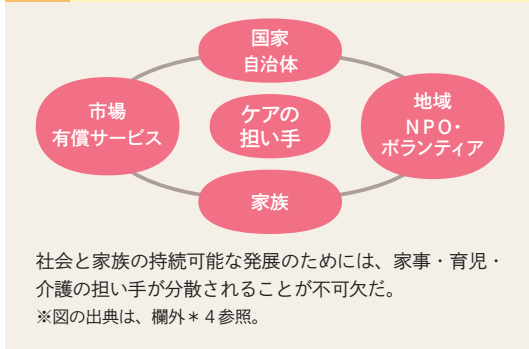 国家
自治体
市場
有償サービス
ケアの
担い手
地域
NPO・
ボランティア
家族
社会と家族の持続可能な発展のためには、家事・育児・
介護の担い手が分散されることが不可欠だ。
※図の出典は、欄外＊4参照。